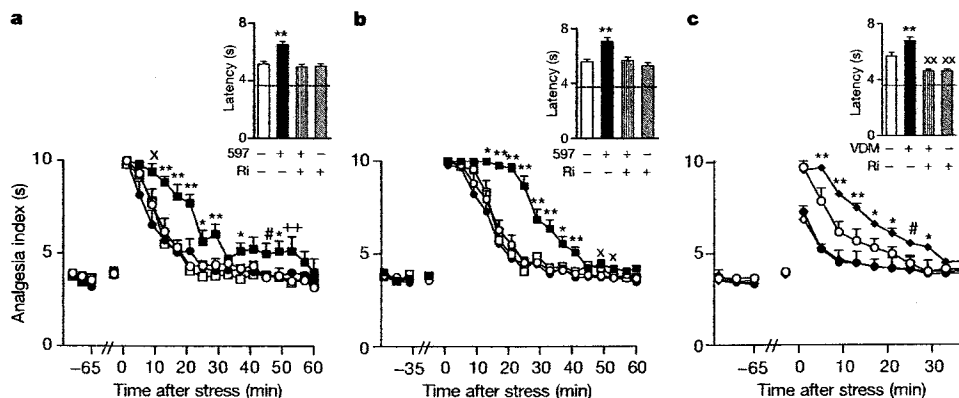 a
8
4
0
Latency (s)
**
597 – + + –
Ri – – + +
10
5
0
Analgesia index (s)
x
**
**
**
*
**
*
#
*
++
–65
0 10 20 30 40 50 60
Time after stress (min)
b
8
4
0
Latency (s)
**
597 – + + –
Ri – – + +
10
5
0
*
**
**
**
**
*
*
**
x
x
–35
0 10 20 30 40 50 60
Time after stress (min)
c
8
4
0
Latency (s)
**
xx
xx
VDM – + + –
Ri – – + +
10
5
0
**
**
**
*
*
#
*
–65
0 10 20 30
Time after stress (min)